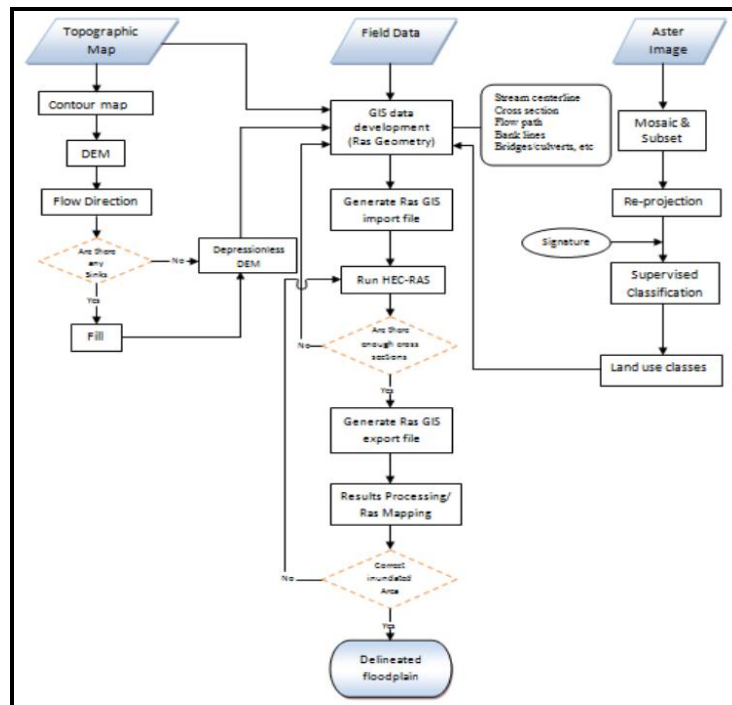 Topographic
Map
Field Data
Aster
Image
Contour map
DEM
Flow Direction
Are there
any
Sinks
No
Yes
Fill
Depressionless
DEM
GIS data
development
(Ras Geometry)
Stream centerline
Cross section
Flow path
Bank lines
Bridges/culverts, etc
Generate Ras GIS
import file
Run HEC-RAS
Are there
enough cross
sections
No
Yes
Generate Ras GIS
export file
Results Processing/
Ras Mapping
Correct
inundated
Area
No
Yes
Delineated
floodplain
Mosaic &
Subset
Re-projection
Signature
Supervised
Classification
Land use classes